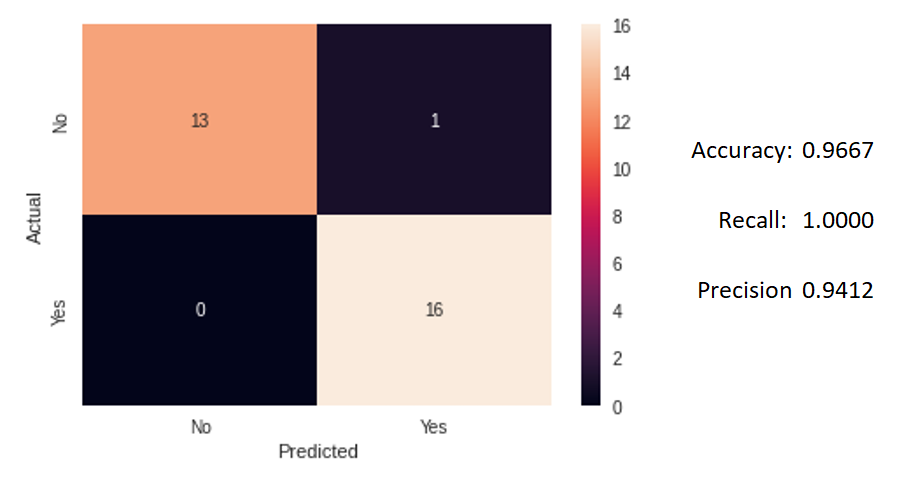 Actual
No
Yes
13
1
0
16
No
Yes
Predicted
16
14
12
10
8
6
4
2
0
Accuracy: 0.9667
Recall: 1.0000
Precision 0.9412